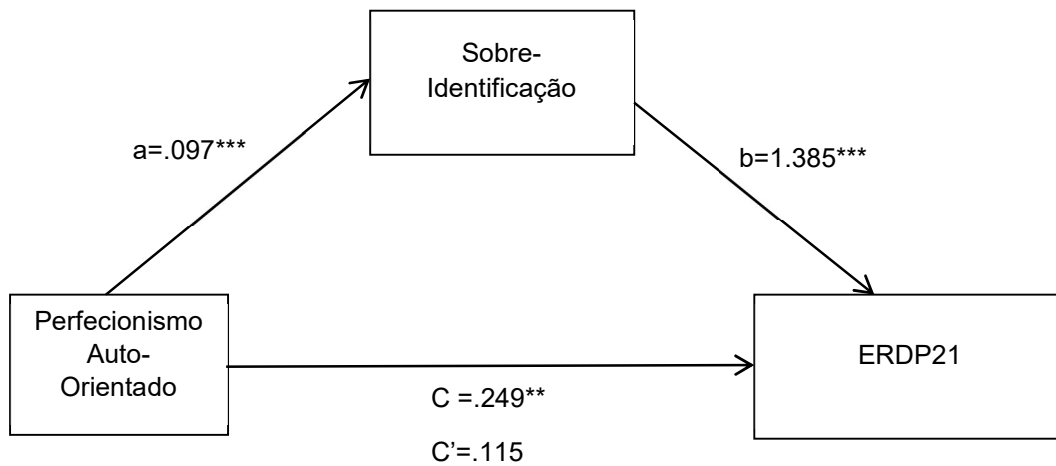 Sobre-
Identificação
a=.097***
b=1.385***
Perfecionismo
Auto-
Orientado
ERDP21
C =.249**
C’=.115